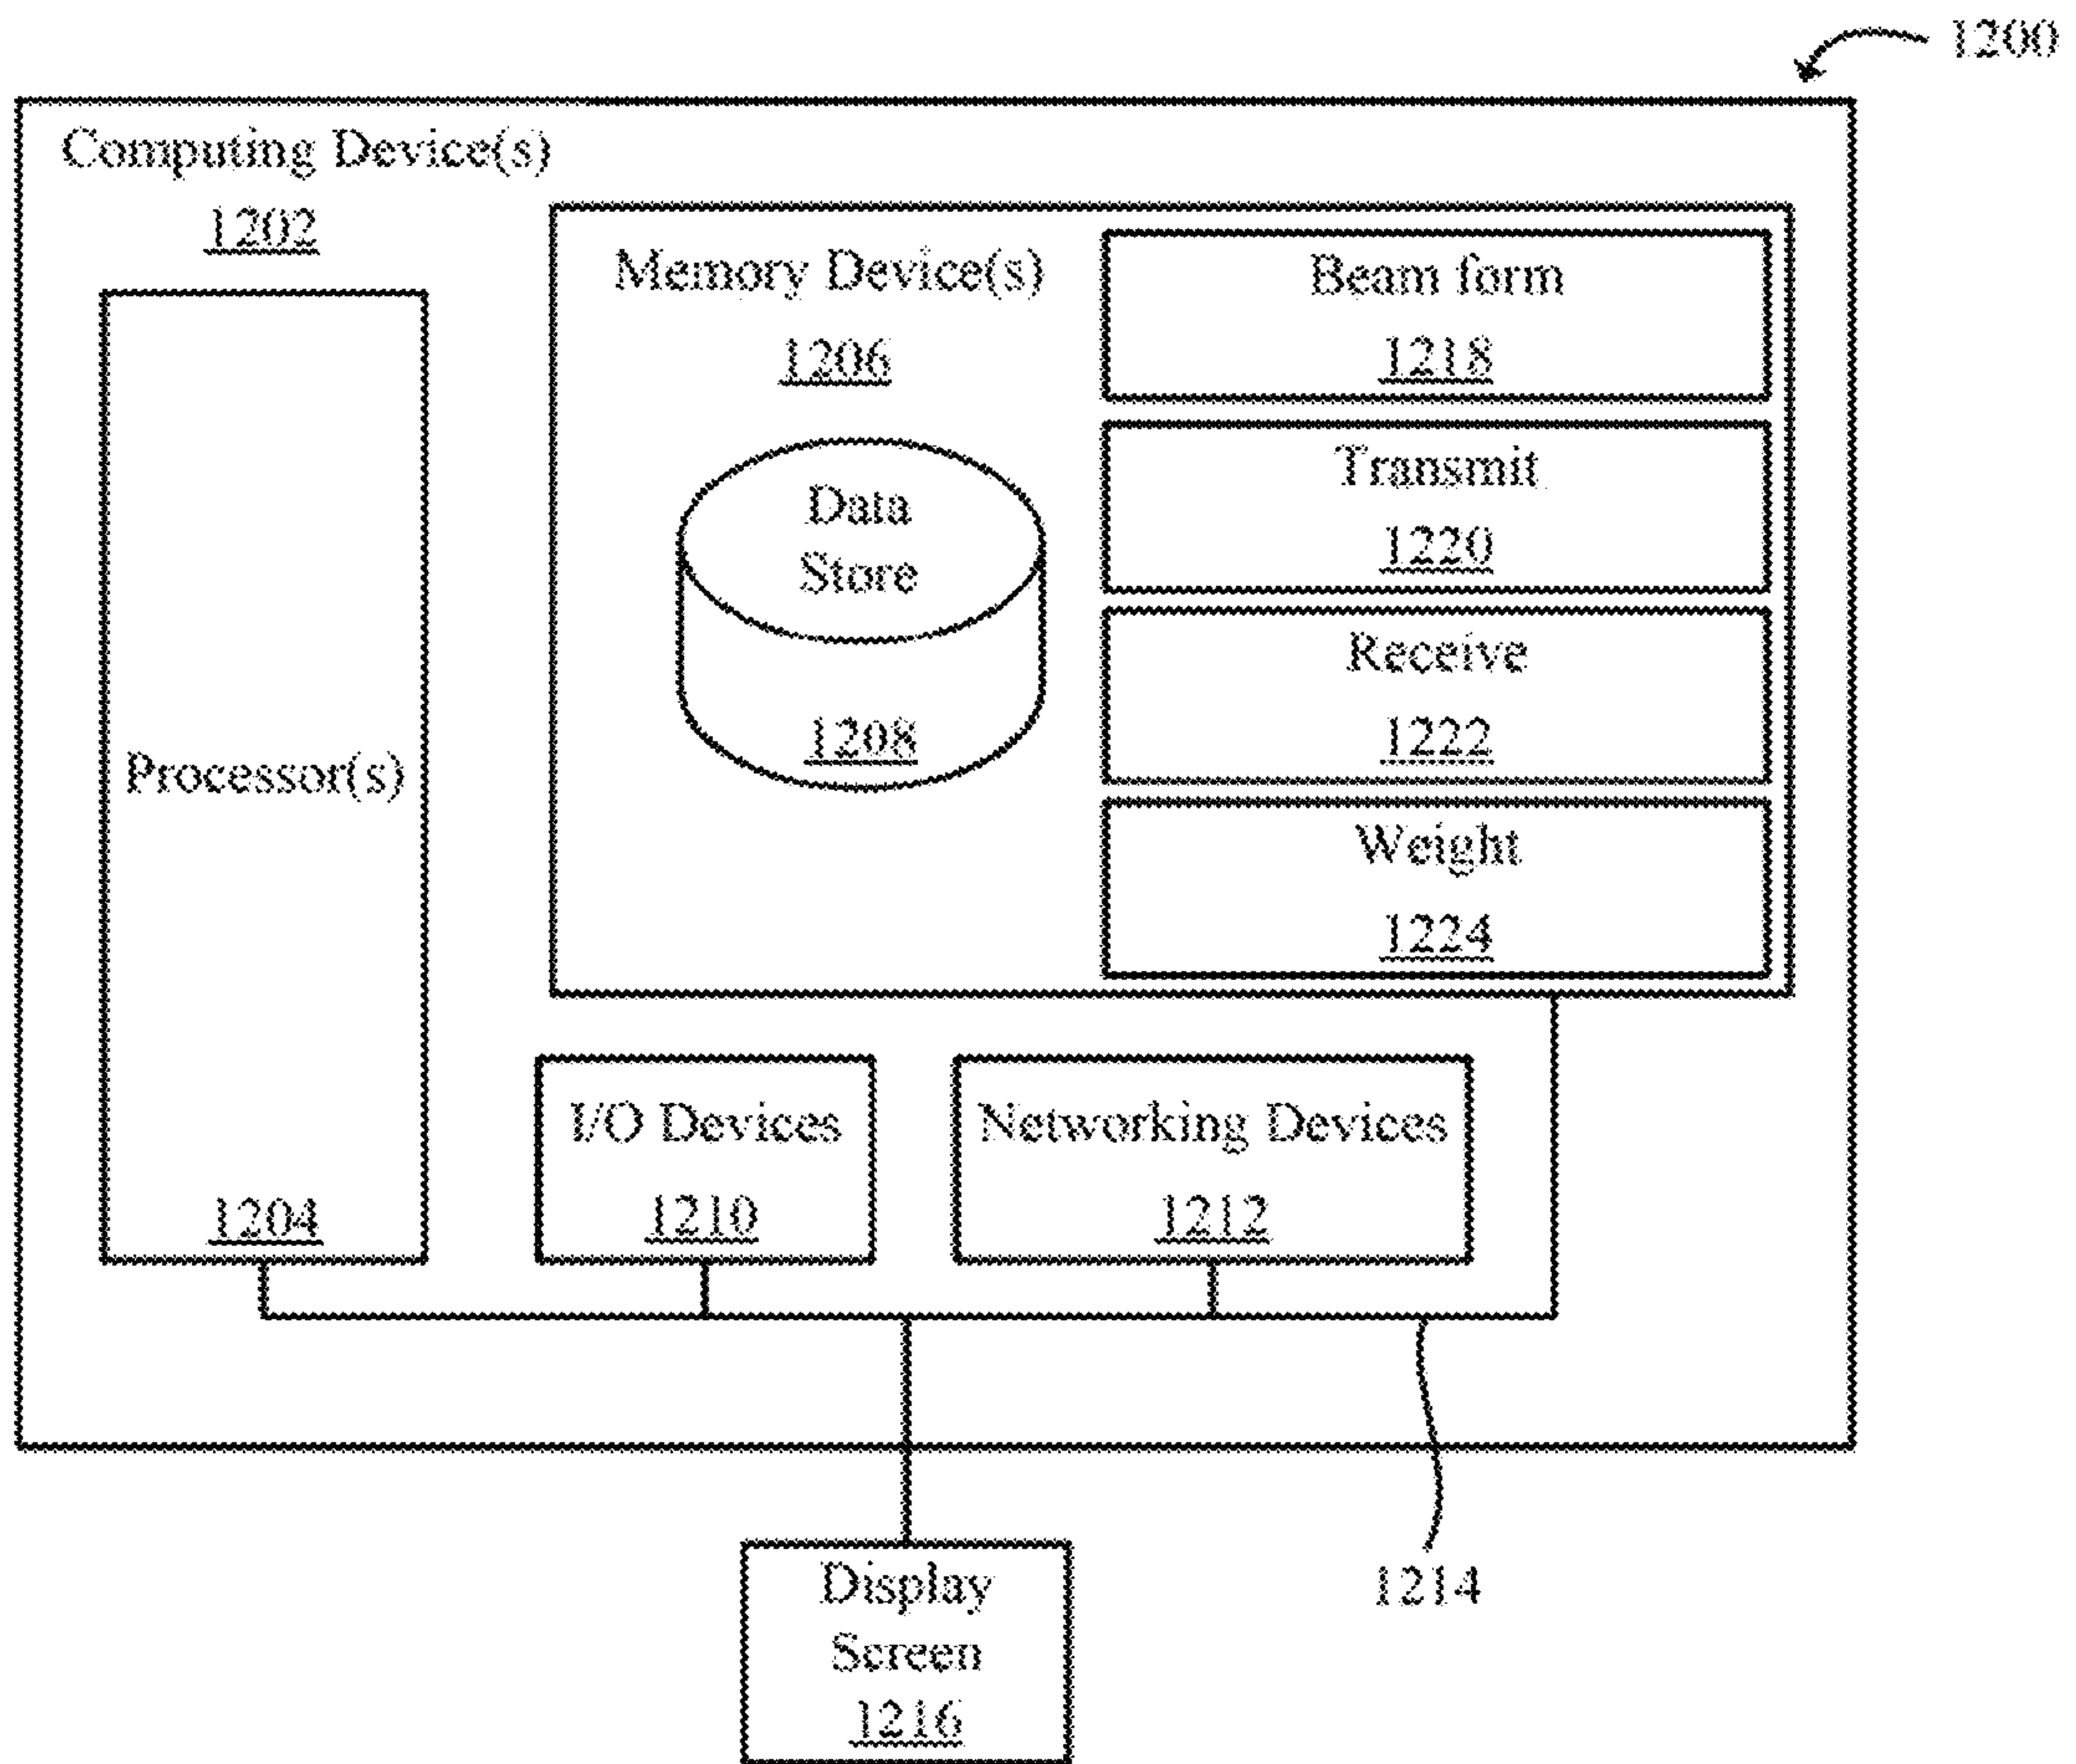 1200
Computing Device(s)
1202
Memory Device(s)
1206
Beam form
1218
Data
Store
1208
Transmit
1220
Receive
1222
Weight
1224
Processor(s)
1204
I/O Devices
1210
Networking Devices
1212
Display
Screen
1216
1214